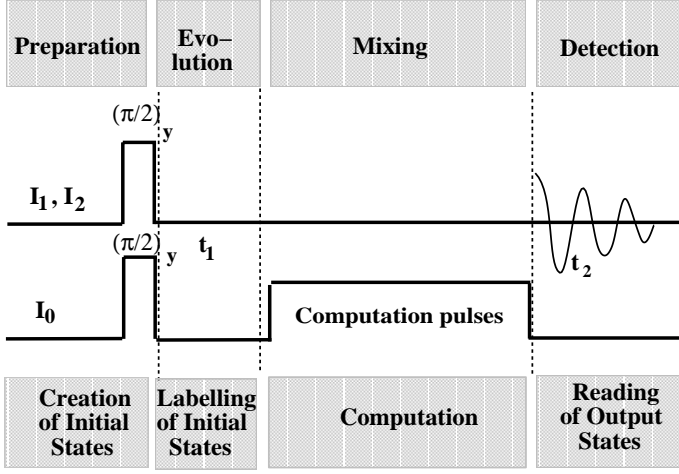 Preparation
Evo–
lution
Mixing
Detection
(π/2)y
I1 , I2
t1
t2
(π/2)y
I0
Computation pulses
Creation
of Initial
States
Labelling
of Initial
States
Computation
Reading
of Output
States